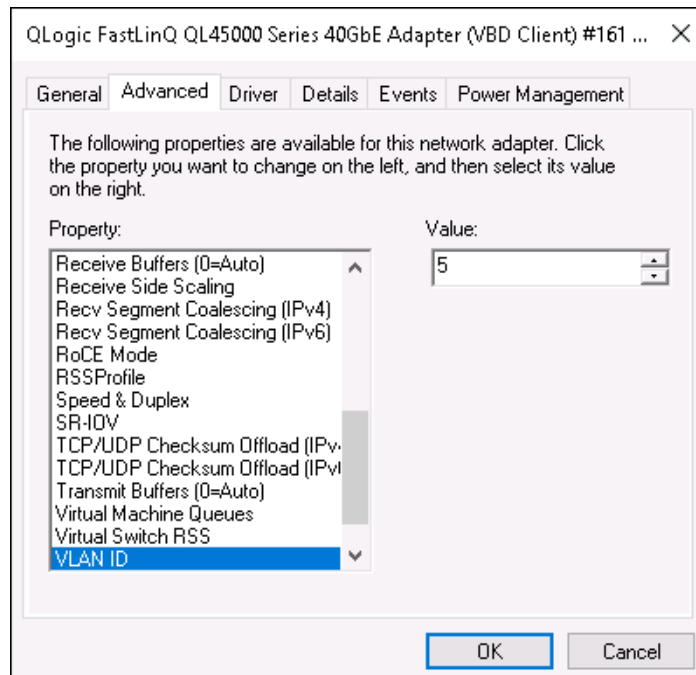 QLogic FastLinQ QL45000 Series 40GbE Adapter (VBD Client) #161 ...
General Advanced Driver Details Events Power Management
The following properties are available for this network adapter. Click
the property you want to change on the left, and then select its value
on the right.
Property:
Value:
Receive Buffers (0=Auto)
Receive Side Scaling
Recv Segment Coalescing (IPv4)
Recv Segment Coalescing (IPv6)
RoCE Mode
RSSProfile
Speed & Duplex
SR-IOV
TCP/UDP Checksum Offload (IPv
TCP/UDP Checksum Offload (IPv
Transmit Buffers (0=Auto)
Virtual Machine Queues
Virtual Switch RSS
VLAN ID
5
OK Cancel